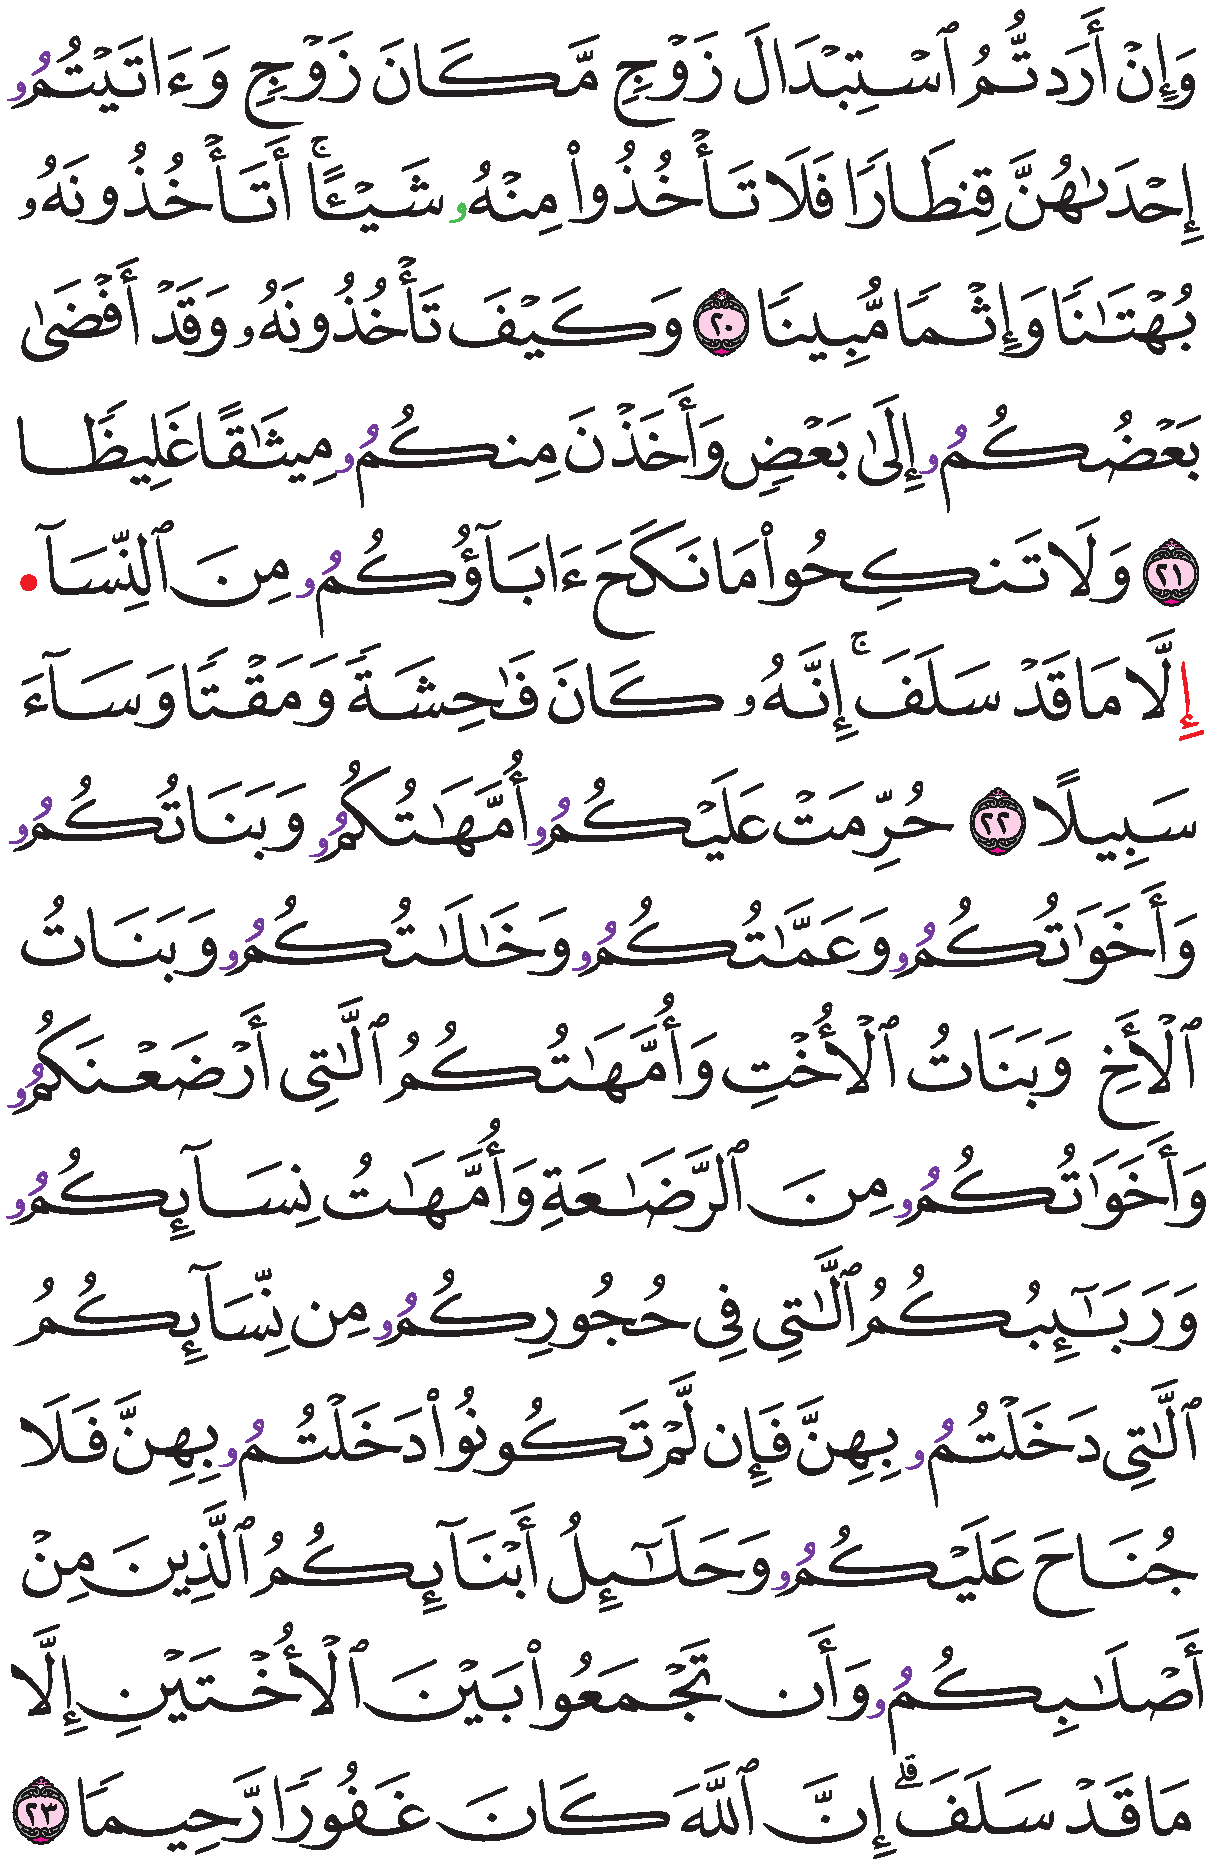 وَإِنْ أَرَدتُّمُ ٱسْتِبْدَالَ زَوْجٍ مَّكَانَ زَوْجٍ وَءَاتَيْتُمُۥ
إِحْدَىٰهُنَّ قِنطَارًا فَلَا تَأْخُذُوا۟ مِنْهُۥ شَيْـًٔا ۚ أَتَأْخُذُونَهُۥ
بُهْتَـٰنًا وَإِثْمًا مُّبِينًا ٢٠ وَكَيْفَ تَأْخُذُونَهُۥ وَقَدْ أَفْضَىٰ
بَعْضُكُمُۥ إِلَىٰ بَعْضٍ وَأَخَذْنَ مِنكُمُۥ مِيثَـٰقًا غَلِيظًا
٢١ وَلَا تَنكِحُوا۟ مَا نَكَحَ ءَابَآؤُكُمُۥ مِنَ ٱلنِّسَآ •
إِلَّا مَا قَدْ سَلَفَ ۚ إِنَّهُۥ كَانَ فَـٰحِشَةً وَمَقْتًا وَسَآءَ
سَبِيلًا ٢٢ حُرِّمَتْ عَلَيْكُمُۥ أُمَّهَـٰتُكُمُۥ وَبَنَاتُكُمُۥ
وَأَخَوَٰتُكُمُۥ وَعَمَّـٰتُكُمُۥ وَخَـٰلَـٰتُكُمُۥ وَبَنَاتُ
ٱلْأَخِ وَبَنَاتُ ٱلْأُخْتِ وَأُمَّهَـٰتُكُمُ ٱلَّـٰتِى أَرْضَعْنَكُمُۥ
وَأَخَوَٰتُكُمُۥ مِنَ ٱلرَّضَـٰعَةِ وَأُمَّهَـٰتُ نِسَآئِكُمُۥ
وَرَبَـٰٓئِبُكُمُ ٱلَّـٰتِى فِى حُجُورِكُمُۥ مِن نِّسَآئِكُمُ
ٱلَّـٰتِى دَخَلْتُمُۥ بِهِنَّ فَإِن لَّمْ تَكُونُوا۟ دَخَلْتُمُۥ بِهِنَّ فَلَا
جُنَاحَ عَلَيْكُمُۥ وَحَلَـٰٓئِلُ أَبْنَآئِكُمُ ٱلَّذِينَ مِنْ
أَصْلَـٰبِكُمُۥ وَأَن تَجْمَعُوا۟ بَيْنَ ٱلْأُخْتَيْنِ إِلَّا
مَا قَدْ سَلَفَ ۗ إِنَّ ٱللَّهَ كَانَ غَفُورًا رَّحِيمًا ٢٣